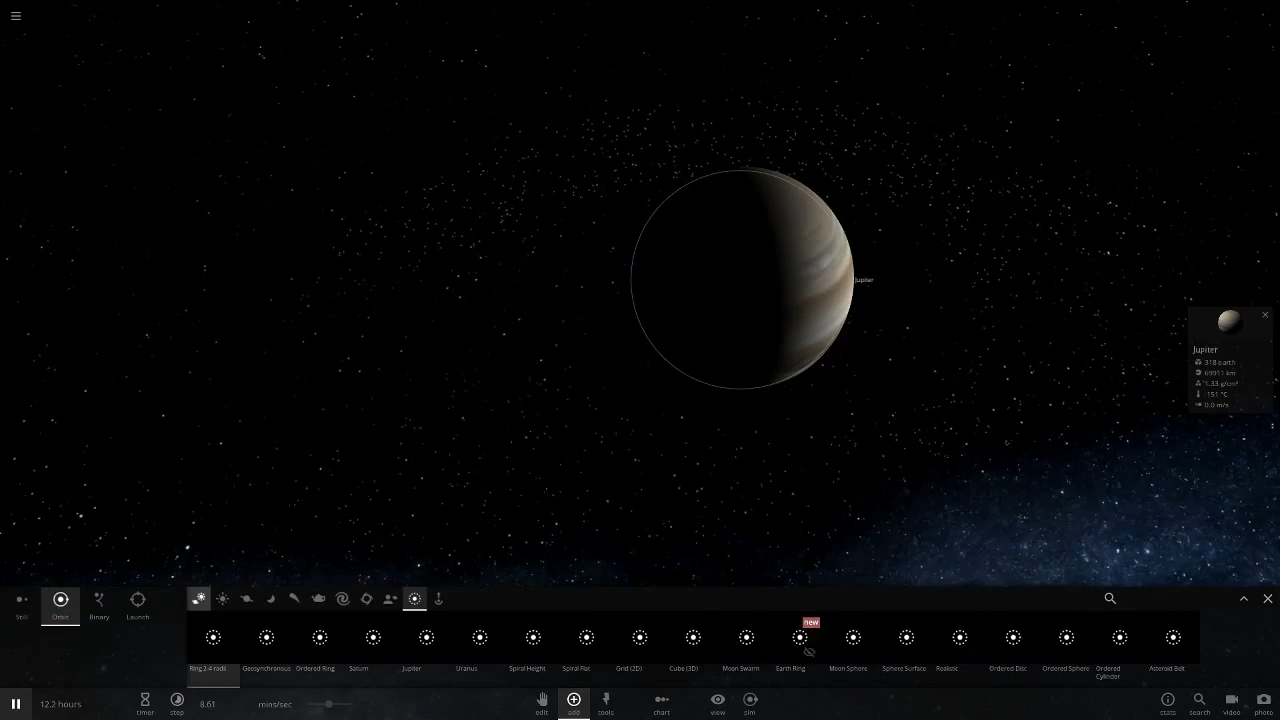 Jupiter
Jupiter
318 earth
69911 km
1.33 g/cm³
-151 °C
0.0 m/s
Still
Orbit
Binary
Launch
new
Ring 2-4 radii
Geosynchronous
Ordered Ring
Saturn
Jupiter
Uranus
Spiral Height
Spiral Flat
Grid (2D)
Cube (3D)
Moon Swarm
Earth Ring
Moon Sphere
Sphere Surface
Realistic
Ordered Disc
Ordered Sphere
Ordered
Cylinder
Asteroid Belt
12.2 hours
timer
step
8.61
mins/sec
edit
add
tools
chart
view
sim
stats
search
video
photo